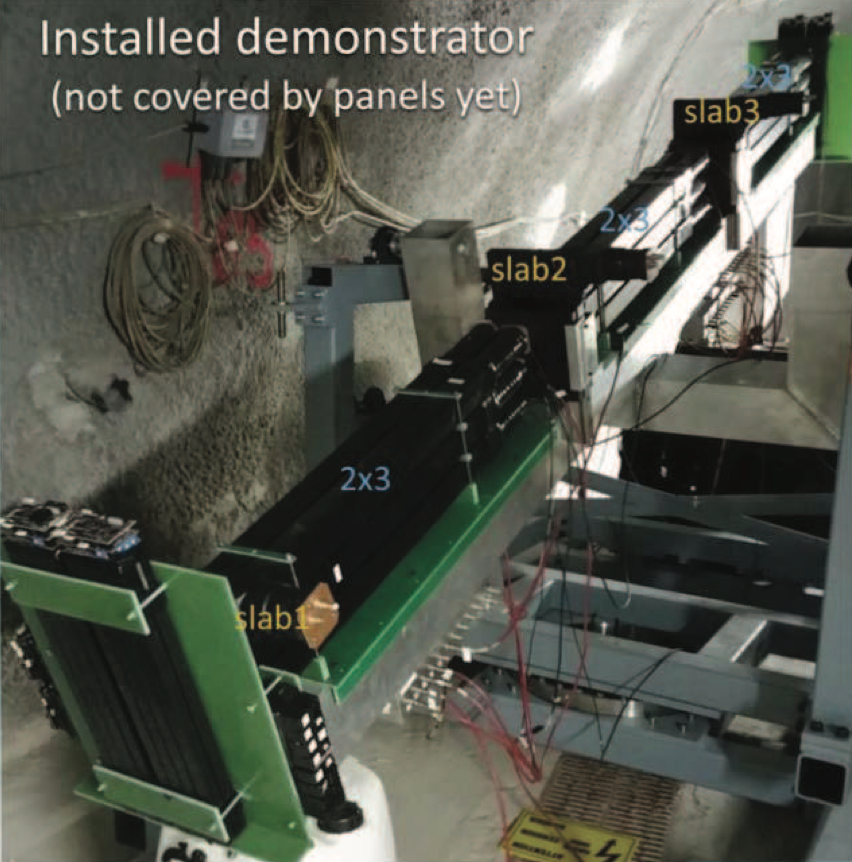 Installed demonstrator
(not covered by panels yet)
2x3
slab3
2x3
slab2
2x3
slab1